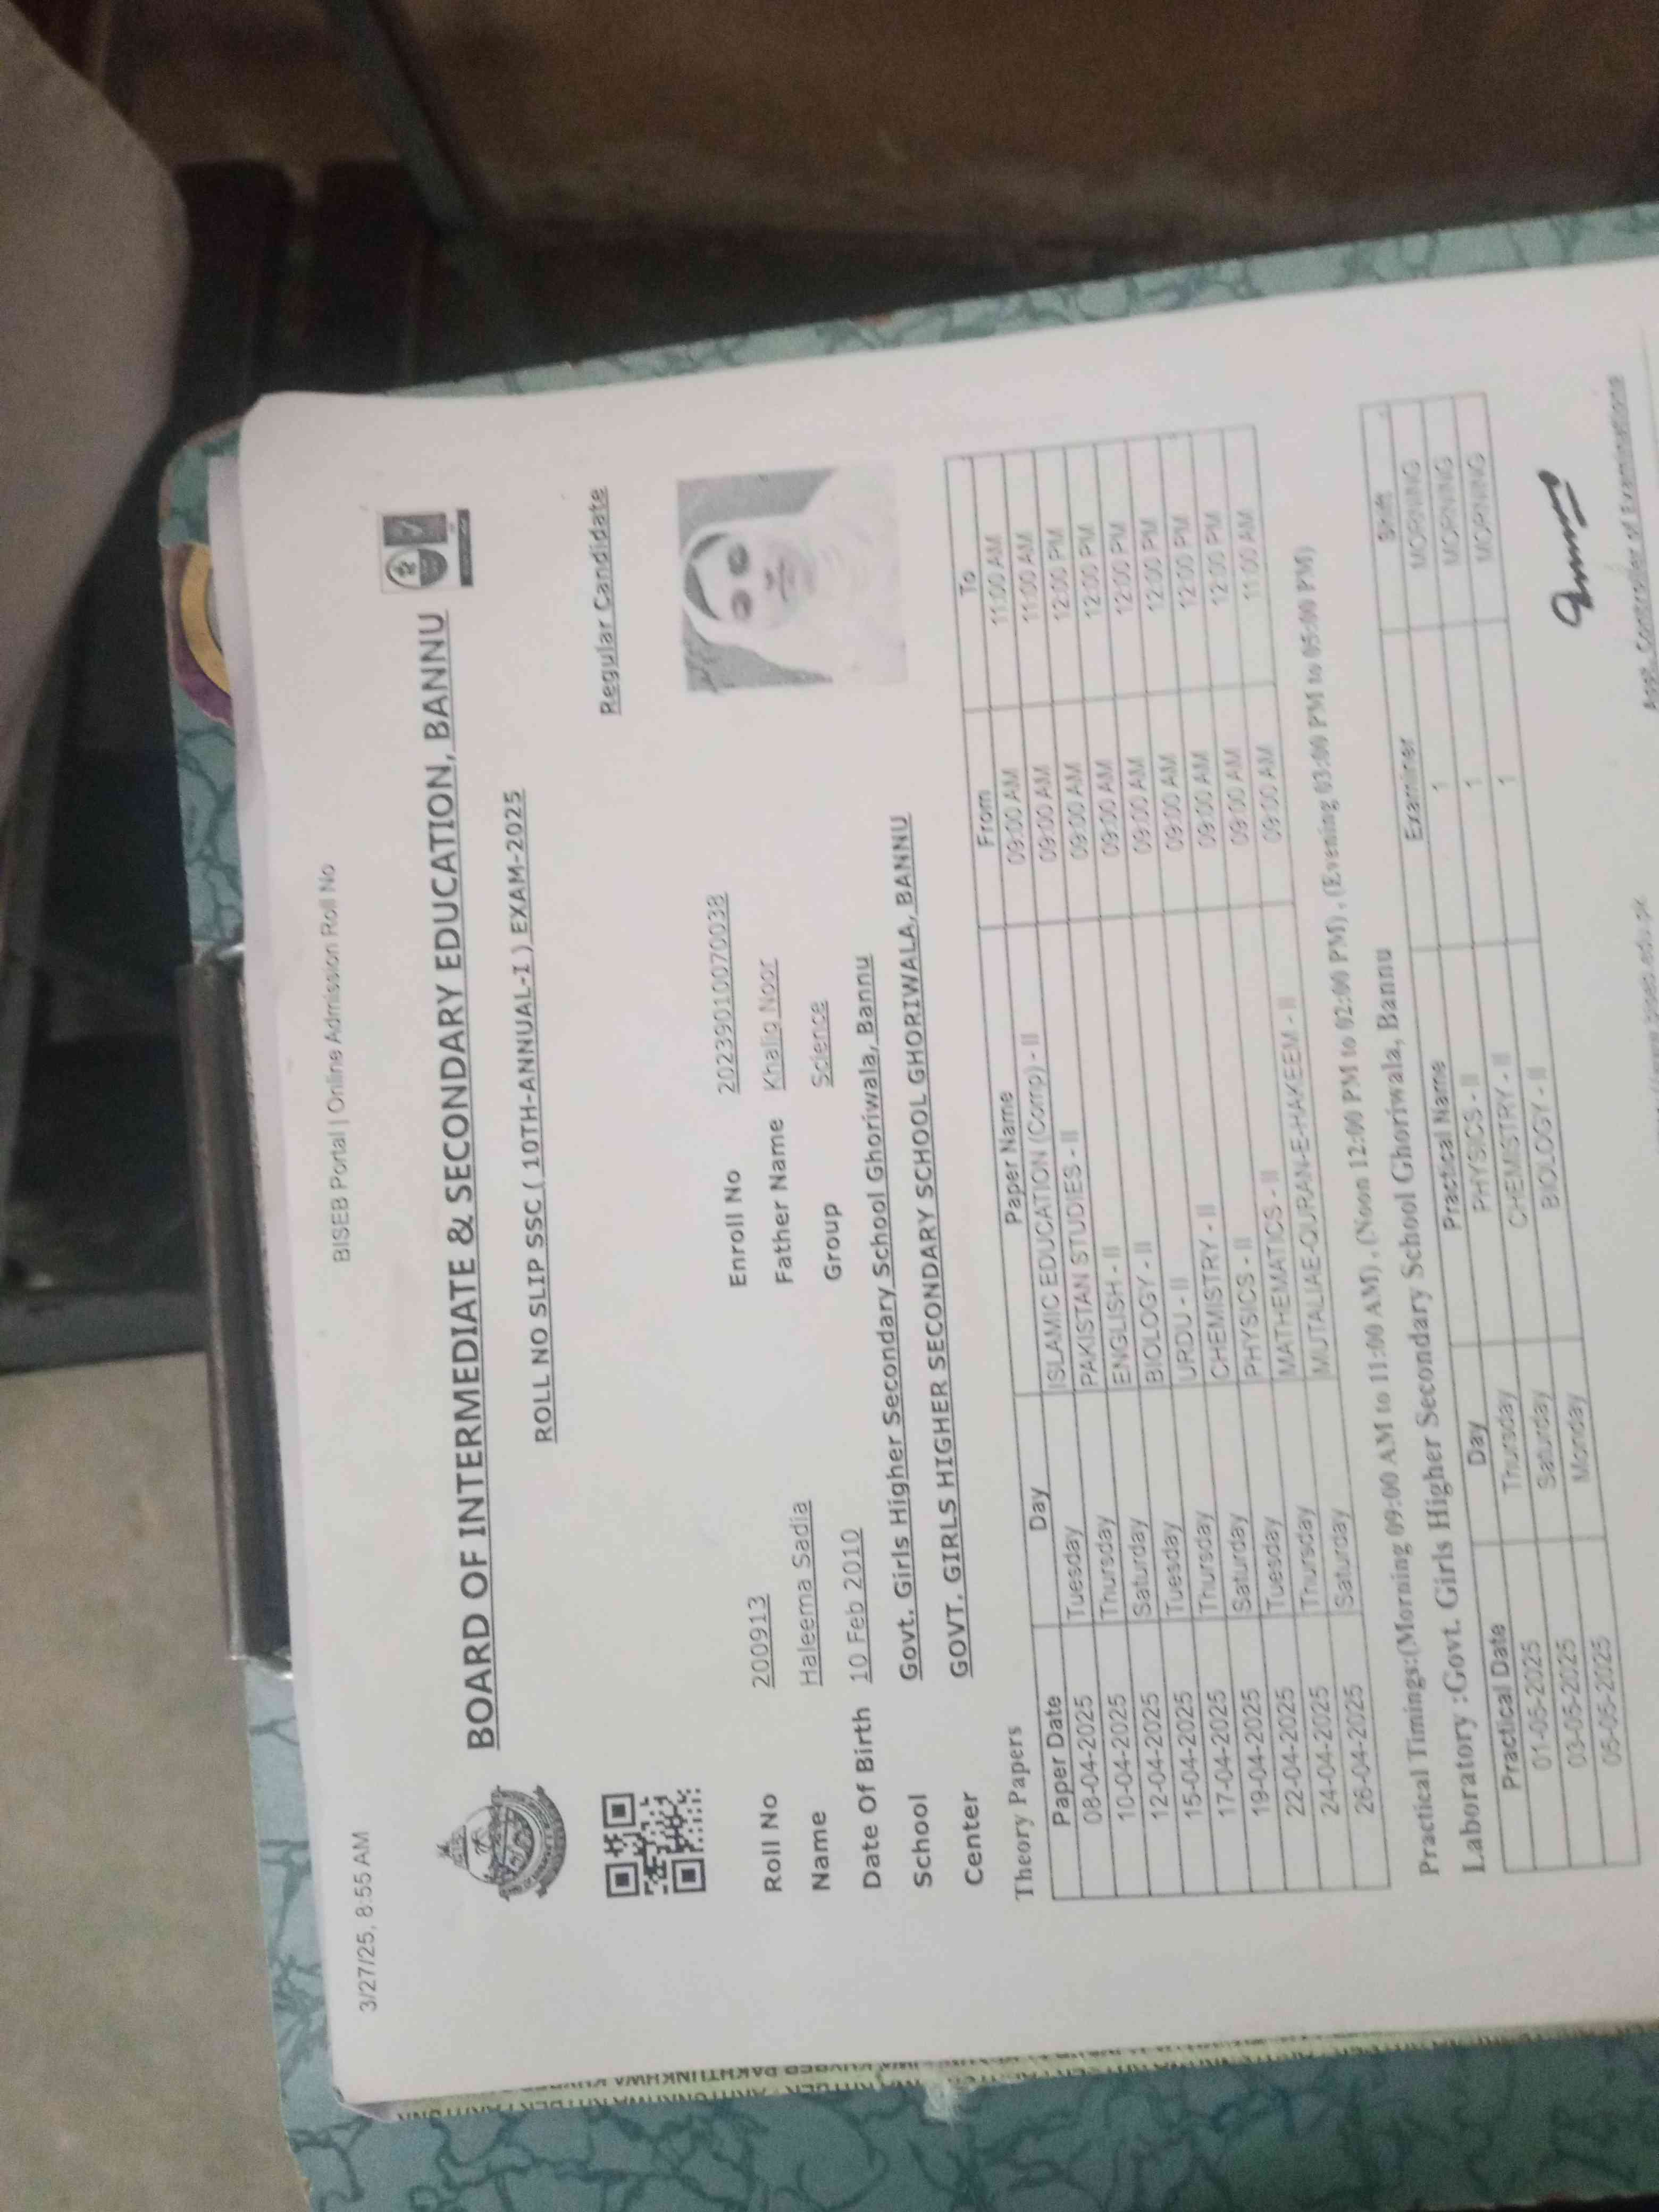 3/27/25, 8:55 AM BISEB Portal | Online Admission Roll No
BOARD OF INTERMEDIATE & SECONDARY EDUCATION, BANNU
ROLL NO SLIP SSC ( 10TH-ANNUAL-I ) EXAM-2025
Regular Candidate
Roll No 200913 Enroll No 20239010070038
Name Haleema Sadia Father Name Khaliq Noor
Date Of Birth 10 Feb 2010 Group Science
School Govt. Girls Higher Secondary School Ghoriwala, Bannu
Center GOVT. GIRLS HIGHER SECONDARY SCHOOL GHORIWALA, BANNU
Theory Papers
Paper Date Day Paper Name From To
08-04-2025 Tuesday ISLAMIC EDUCATION (Comp) - II 09:00 AM 11:00 AM
10-04-2025 Thursday PAKISTAN STUDIES - II 09:00 AM 11:00 AM
12-04-2025 Saturday ENGLISH - II 09:00 AM 12:00 PM
15-04-2025 Tuesday BIOLOGY - II 09:00 AM 12:00 PM
17-04-2025 Thursday URDU - II 09:00 AM 12:00 PM
19-04-2025 Saturday CHEMISTRY - II 09:00 AM 12:00 PM
22-04-2025 Tuesday PHYSICS - II 09:00 AM 12:00 PM
24-04-2025 Thursday MATHEMATICS - II 09:00 AM 12:00 PM
26-04-2025 Saturday MUTALIAE-QURAN-E-HAKEEM - II 09:00 AM 11:00 AM
Practical Timings:(Morning 09:00 AM to 11:00 AM) , (Noon 12:00 PM to 02:00 PM) , (Evening 03:00 PM to 05:00 PM)
Laboratory :Govt. Girls Higher Secondary School Ghoriwala, Bannu
Practical Date Day Practical Name Examiner Shift
01-05-2025 Thursday PHYSICS - II 1 MORNING
03-05-2025 Saturday CHEMISTRY - II 1 MORNING
05-05-2025 Monday BIOLOGY - II 1 MORNING
Asst. Controller of Examinations